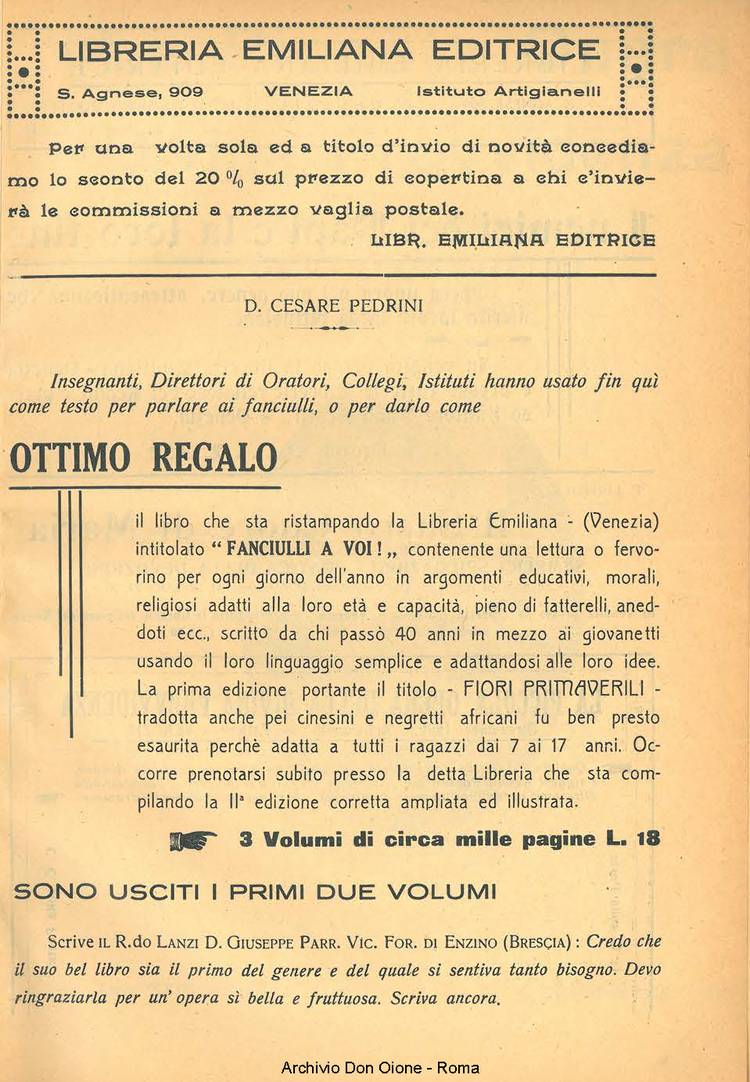 LIBRERIA EMILIANA EDITRICE
S. Agnese, 909 VENEZIA Istituto Artigianelli
Per una volta sola ed a titolo d'invio di novità concedia-
mo lo sconto del 20 % sul prezzo di copertina a chi c'invie-
rà le commissioni a mezzo vaglia postale.
LIBR. EMILIANA EDITRICE
D. CESARE PEDRINI
Insegnanti, Direttori di Oratori, Collegi, Istituti hanno usato fin quì
come testo per parlare ai fanciulli, o per darlo come
OTTIMO REGALO
il libro che sta ristampando la Libreria Emiliana - (Venezia)
intitolato “ FANCIULLI A VOI ! „ contenente una lettura o fervo-
rino per ogni giorno dell'anno in argomenti educativi, morali,
religiosi adatti alla loro età e capacità, pieno di fatterelli, aned-
doti ecc., scritto da chi passò 40 anni in mezzo ai giovanetti
usando il loro linguaggio semplice e adattandosi alle loro idee.
La prima edizione portante il titolo - FIORI PRIMAVERILI -
tradotta anche pei cinesini e negretti africani fu ben presto
esaurita perchè adatta a tutti i ragazzi dai 7 ai 17 anni. Oc-
corre prenotarsi subito presso la detta Libreria che sta com-
pilando la IIª edizione corretta ampliata ed illustrata.
3 Volumi di circa mille pagine L. 18
SONO USCITI I PRIMI DUE VOLUMI
Scrive IL R.do LANZI D. GIUSEPPE PARR. VIC. FOR. DI ENZINO (BRESCIA) : Credo che
il suo bel libro sia il primo del genere e del quale si sentiva tanto bisogno. Devo
ringraziarla per un' opera sì bella e fruttuosa. Scriva ancora.
Archivio Don Oione - Roma